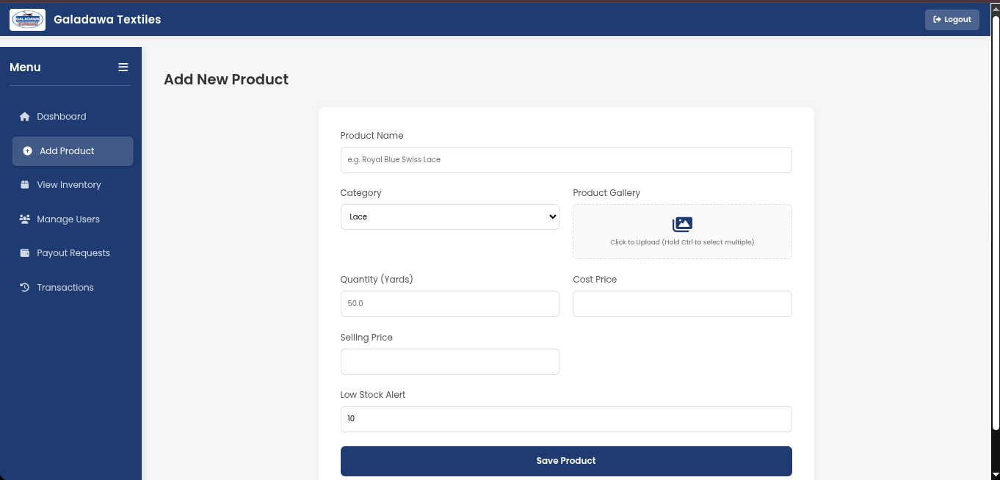 GALADAWA
Galadawa Textiles
Logout
Menu
Dashboard
Add Product
View Inventory
Manage Users
Payout Requests
Transactions
Add New Product
Product Name
e.g. Royal Blue Swiss Lace
Category
Product Gallery
Lace
Click to Upload (Hold Ctrl to select multiple)
Quantity (Yards)
Cost Price
50.0
Selling Price
Low Stock Alert
10
Save Product